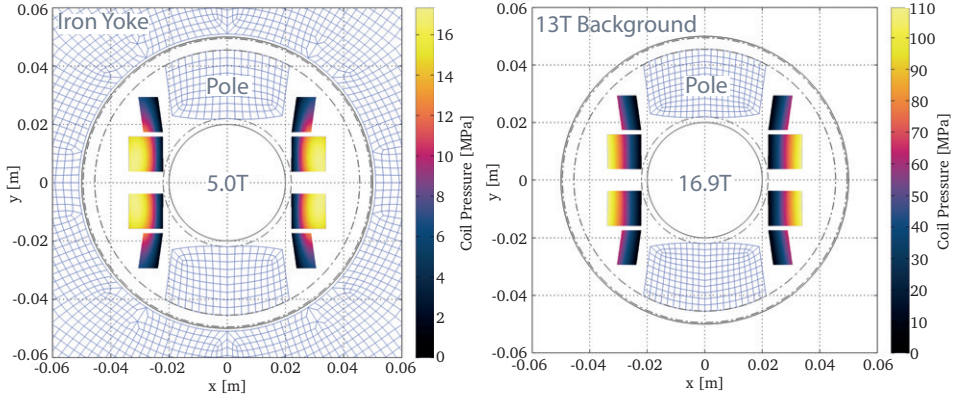 Iron Yoke
Pole
5.0T
0.06
0.04
0.02
0
-0.02
-0.04
-0.06
y [m]
-0.06 -0.04 -0.02 0 0.02 0.04 0.06
x [m]
16
14
12
10
8
6
4
2
0
Coil Pressure [MPa]
13T Background
Pole
16.9T
0.06
0.04
0.02
0
-0.02
-0.04
-0.06
y [m]
-0.06 -0.04 -0.02 0 0.02 0.04 0.06
x [m]
110
100
90
80
70
60
50
40
30
20
10
0
Coil Pressure [MPa]